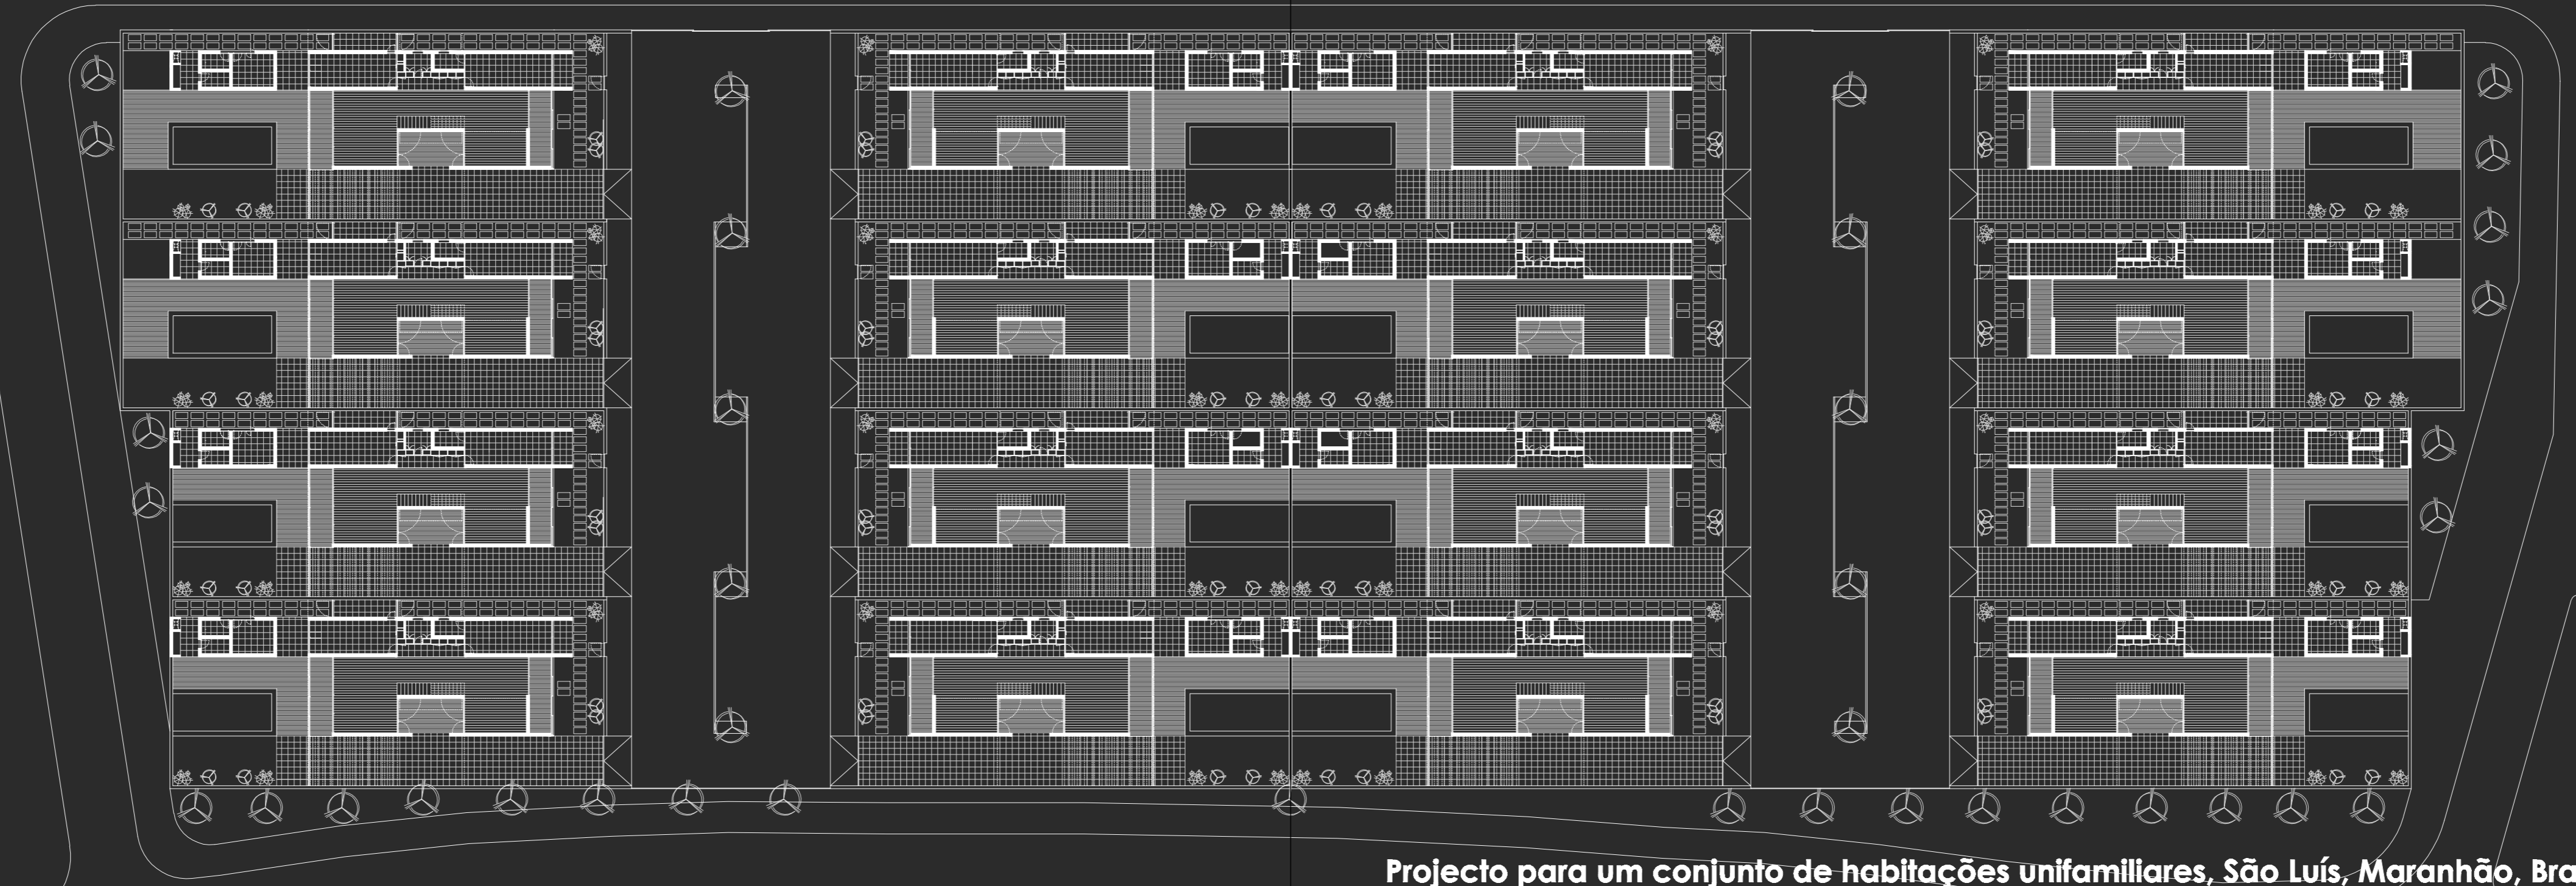 Projecto para um conjunto de habitações unifamiliares, São Luís, Maranhão, Bra